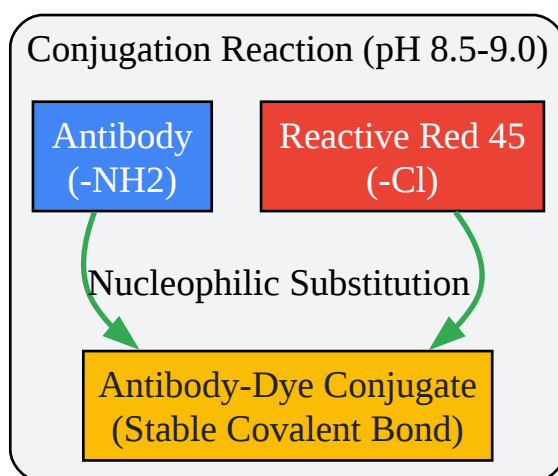 Conjugation Reaction (pH 8.5-9.0)
Antibody
(-NH2)
Reactive Red 45
(-Cl)
Nucleophilic Substitution
Antibody-Dye Conjugate
(Stable Covalent Bond)